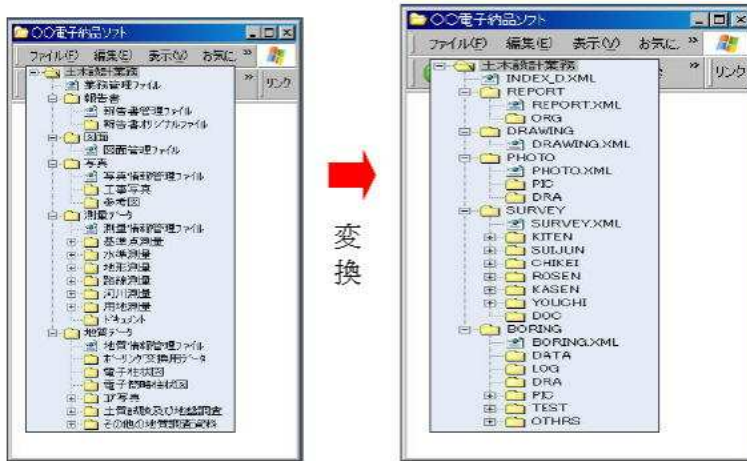 〇〇電子納品ソフト
ファイル(F) 編集(E) 表示(V) お気に »
» リンク
土木設計業務
業務管理ファイル
報告書
報告書管理ファイル
報告書オリジナルファイル
図面
図面管理ファイル
写真
写真情報管理ファイル
工事写真
参考図
測量データ
測量情報管理ファイル
基準点測量
水準測量
地形測量
路線測量
河川測量
用地測量
ドキュメント
地質データ
地質情報管理ファイル
ボーリング交換用データ
電子柱状図
電子簡略柱状図
コア写真
土質試験及び地盤調査
その他の地質調査資料
変
換
〇〇電子納品ソフト
ファイル(F) 編集(E) 表示(V) お気に »
» リンク
土木設計業務
INDEX_D.XML
REPORT
REPORT.XML
ORG
DRAWING
DRAWING.XML
PHOTO
PHOTO.XML
PIC
DRA
SURVEY
SURVEY.XML
KITEN
SUIJUN
CHIKEI
ROSEN
KASEN
YOUCHI
DOC
BORING
BORING.XML
DATA
LOG
DRA
PIC
TEST
OTHRS